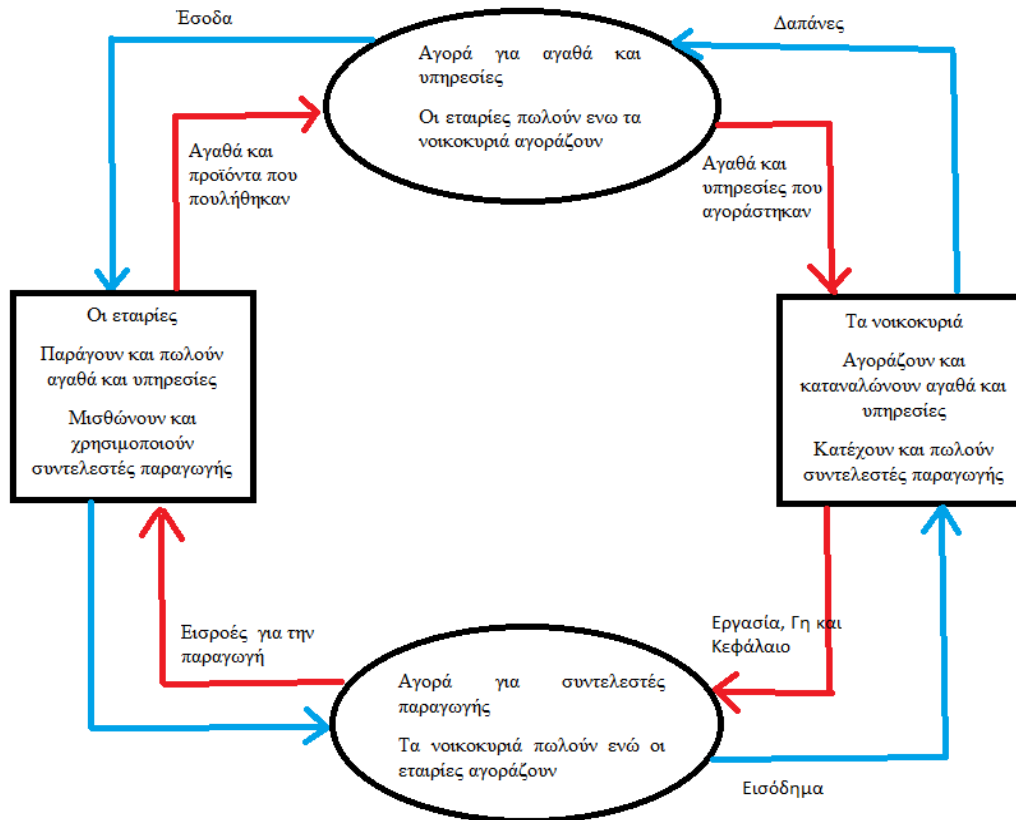 Έσοδα
Δαπάνες
Αγορά για αγαθά και
υπηρεσίες
Οι εταιρίες πωλούν ενω τα
νοικοκυριά αγοράζουν
Αγαθά και
προϊόντα που
πουλήθηκαν
Αγαθά και
υπηρεσίες που
αγοράστηκαν
Οι εταιρίες
Παράγουν και πωλούν
αγαθά και υπηρεσίες
Μισθώνουν και
χρησιμοποιούν
συντελεστές παραγωγής
Τα νοικοκυριά
Αγοράζουν και
καταναλώνουν αγαθά και
υπηρεσίες
Κατέχουν και πωλούν
συντελεστές παραγωγής
Εισροές για την
παραγωγή
Εργασία, Γη και
Κεφάλαιο
Αγορά για συντελεστές
παραγωγής
Τα νοικοκυριά πωλούν ενώ οι
εταιρίες αγοράζουν
Εισόδημα